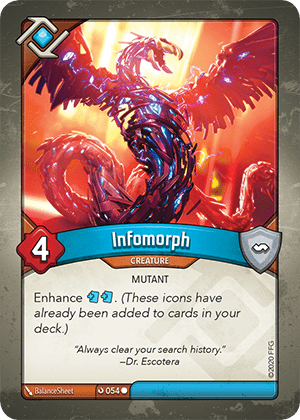 4
Infomorph
CREATURE
MUTANT
Enhance . (These icons have
already been added to cards in your
deck.)
"Always clear your search history."
–Dr. Escotera
BalanceSheet
054
©2020 FFG